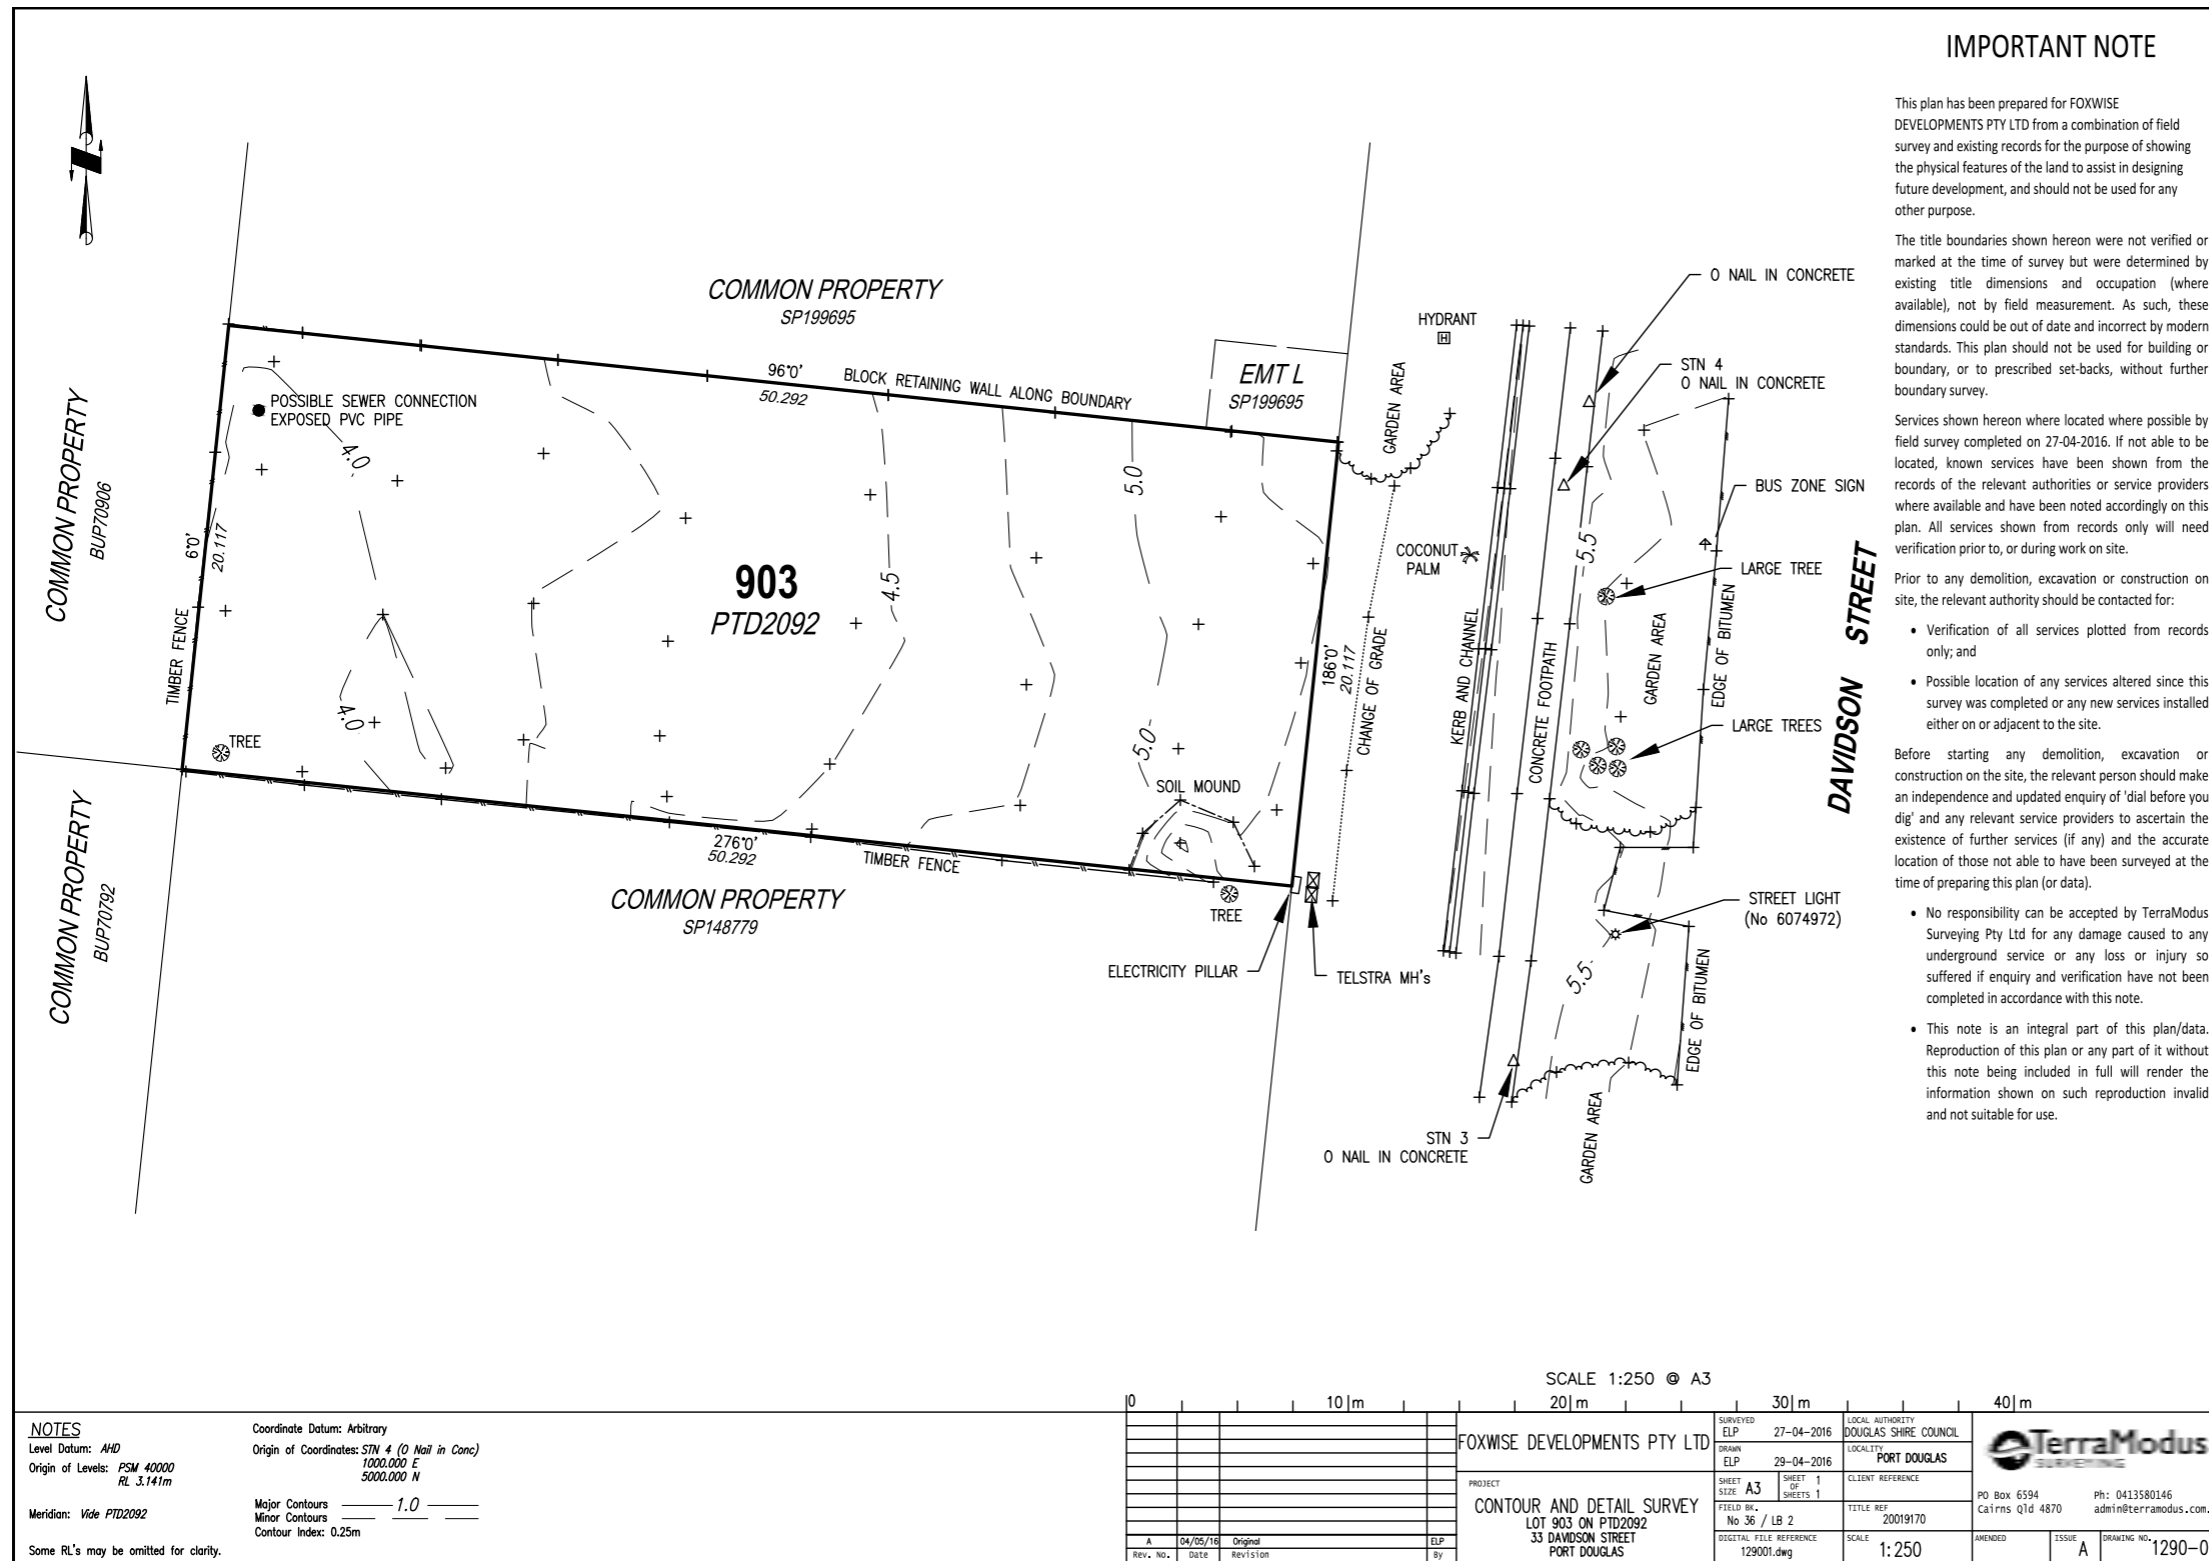 IMPORTANT NOTE
This plan has been prepared for FOXWISE
DEVELOPMENTS PTY LTD from a combination of field
survey and existing records for the purpose of showing
the physical features of the land to assist in designing
future development, and should not be used for any
other purpose.
The title boundaries shown hereon were not verified or
marked at the time of survey but were determined by
existing title dimensions and occupation (where
available), not by field measurement. As such, these
dimensions could be out of date and incorrect by modern
standards. This plan should not be used for building or
boundary, or to prescribed set-backs, without further
boundary survey.
Services shown hereon where located where possible by
field survey completed on 27-04-2016. If not able to be
located, known services have been shown from the
records of the relevant authorities or service providers
where available and have been noted accordingly on this
plan. All services shown from records only will need
verification prior to, or during work on site.
Prior to any demolition, excavation or construction on
site, the relevant authority should be contacted for:
• Verification of all services plotted from records
only; and
• Possible location of any services altered since this
survey was completed or any new services installed
either on or adjacent to the site.
Before starting any demolition, excavation or
construction on the site, the relevant person should make
an independence and updated enquiry of 'dial before you
dig' and any relevant service providers to ascertain the
existence of further services (if any) and the accurate
location of those not able to have been surveyed at the
time of preparing this plan (or data).
• No responsibility can be accepted by TerraModus
Surveying Pty Ltd for any damage caused to any
underground service or any loss or injury so
suffered if enquiry and verification have not been
completed in accordance with this note.
• This note is an integral part of this plan/data.
Reproduction of this plan or any part of it without
this note being included in full will render the
information shown on such reproduction invalid
and not suitable for use.
COMMON PROPERTY
SP199695
96°0'
50.292
BLOCK RETAINING WALL ALONG BOUNDARY
EMT L
SP199695
HYDRANT
H
GARDEN AREA
O NAIL IN CONCRETE
STN 4
O NAIL IN CONCRETE
BUS ZONE SIGN
LARGE TREE
LARGE TREES
STREET LIGHT
(No 6074972)
DAVIDSON STREET
COMMON PROPERTY
BUP70906
POSSIBLE SEWER CONNECTION
EXPOSED PVC PIPE
4.0
6°0'
20.117
TIMBER FENCE
903
PTD2092
4.5
5.0
4.0
5.0
COCONUT
PALM
5.5
186°0'
20.117
CHANGE OF GRADE
KERB AND CHANNEL
CONCRETE FOOTPATH
GARDEN AREA
EDGE OF BITUMEN
TREE
SOIL MOUND
276°0'
50.292
TIMBER FENCE
COMMON PROPERTY
SP148779
COMMON PROPERTY
BUP70792
TREE
ELECTRICITY PILLAR
TELSTRA MH's
5.5
EDGE OF BITUMEN
STN 3
O NAIL IN CONCRETE
GARDEN AREA
SCALE 1:250 @ A3
0 10 m 20 m 30 m 40 m
NOTES
Level Datum: AHD
Origin of Levels: PSM 40000
RL 3.141m
Meridian: Vide PTD2092
Some RL's may be omitted for clarity.
Coordinate Datum: Arbitrary
Origin of Coordinates: STN 4 (O Nail in Conc)
1000.000 E
5000.000 N
Major Contours 1.0
Minor Contours
Contour Index: 0.25m
A 04/05/16 Original ELP
Rev. No. Date Revision By
FOXWISE DEVELOPMENTS PTY LTD
PROJECT
CONTOUR AND DETAIL SURVEY
LOT 903 ON PTD2092
33 DAVIDSON STREET
PORT DOUGLAS
SURVEYED
ELP 27-04-2016
DRAWN
ELP 29-04-2016
SHEET SIZE A3
SHEET 1 OF SHEETS 1
FIELD BK.
No 36 / LB 2
DIGITAL FILE REFERENCE
129001.dwg
LOCAL AUTHORITY
DOUGLAS SHIRE COUNCIL
LOCALITY
PORT DOUGLAS
CLIENT REFERENCE
TITLE REF
20019170
SCALE
1:250
TerraModus
SURVEYING
PO Box 6594
Cairns Qld 4870
Ph: 0413580146
admin@terramodus.com.
AMENDED
ISSUE A
DRAWING NO. 1290-0